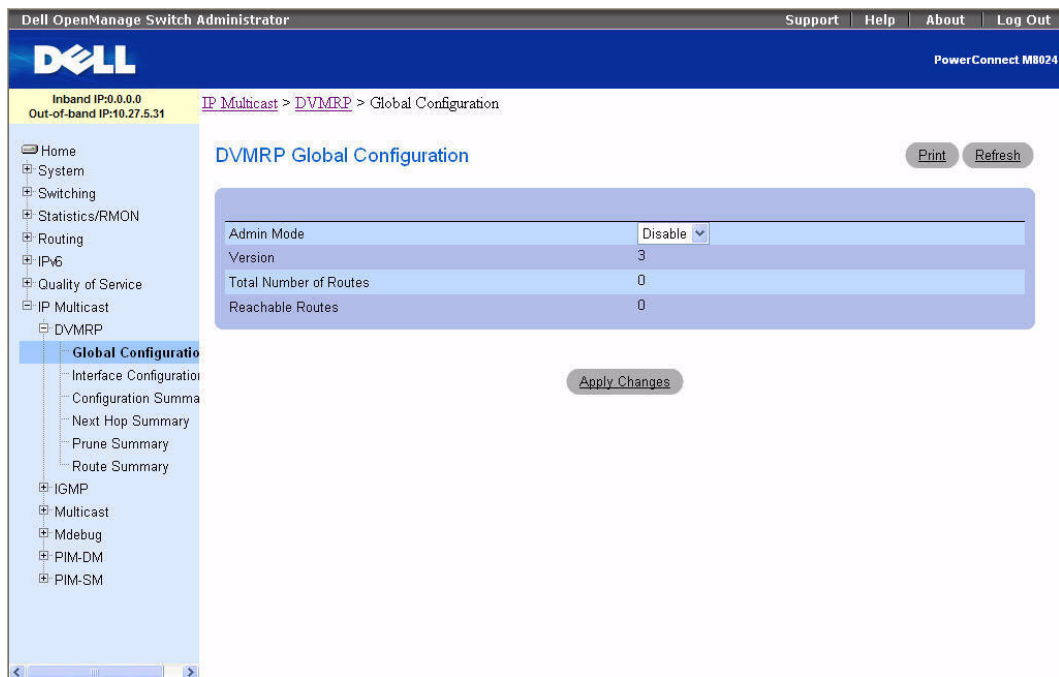 Dell OpenManage Switch Administrator
Support | Help | About | Log Out
DELL
PowerConnect M8024
Inband IP:0.0.0.0
Out-of-band IP:10.27.5.31
IP Multicast > DVMRP > Global Configuration
Home
System
Switching
Statistics/RMON
Routing
IPv6
Quality of Service
IP Multicast
DVMRP
Global Configuratio
Interface Configuration
Configuration Summa
Next Hop Summary
Prune Summary
Route Summary
IGMP
Multicast
Mdebug
PIM-DM
PIM-SM
DVMRP Global Configuration
Print
Refresh
Admin Mode Disable
Version 3
Total Number of Routes 0
Reachable Routes 0
Apply Changes